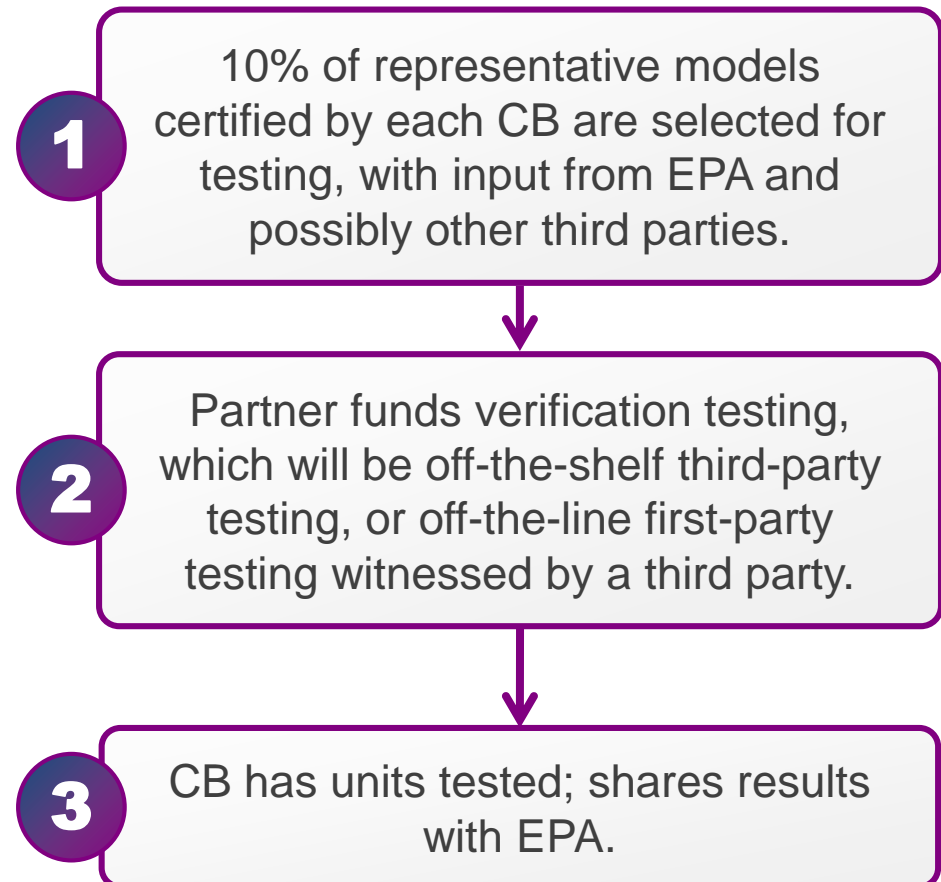 1
10% of representative models
certified by each CB are selected for
testing, with input from EPA and
possibly other third parties.
2
Partner funds verification testing,
which will be off-the-shelf third-party
testing, or off-the-line first-party
testing witnessed by a third party.
3
CB has units tested; shares results
with EPA.